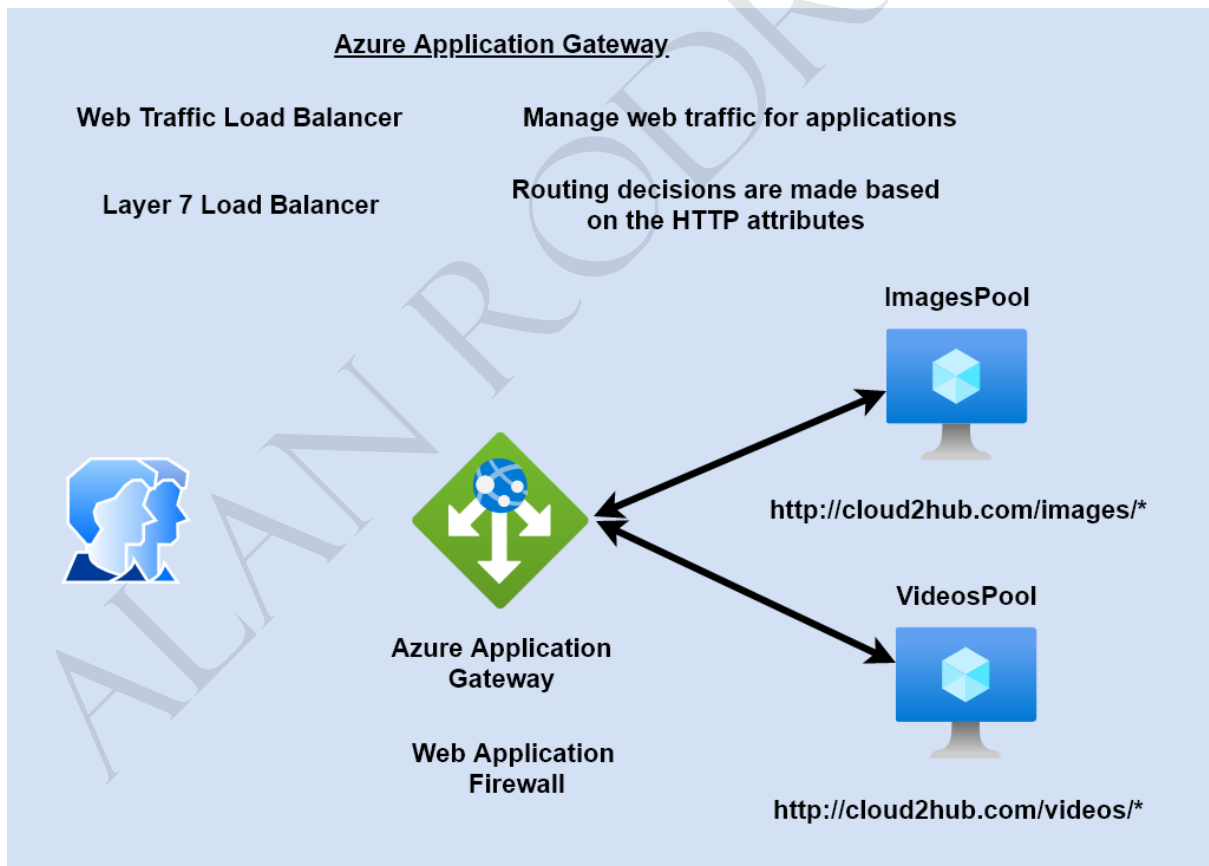 Azure Application Gateway
Web Traffic Load Balancer
Manage web traffic for applications
Layer 7 Load Balancer
Routing decisions are made based
on the HTTP attributes
ImagesPool
http://cloud2hub.com/images/*
VideosPool
Azure Application
Gateway
Web Application
Firewall
http://cloud2hub.com/videos/*
ALAN RODR